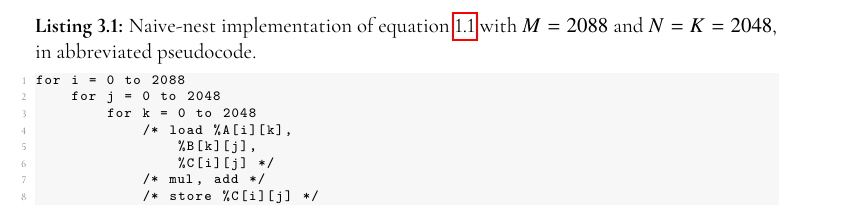 Listing 3.1: Naive-nest implementation of equation 1.1 with M = 2088 and N = K = 2048,
in abbreviated pseudocode.
1 for i = 0 to 2088
2     for j = 0 to 2048
3         for k = 0 to 2048
4             /* load %A[i][k],
5                 %B[k][j],
6                 %C[i][j] */
7             /* mul, add */
8             /* store %C[i][j] */